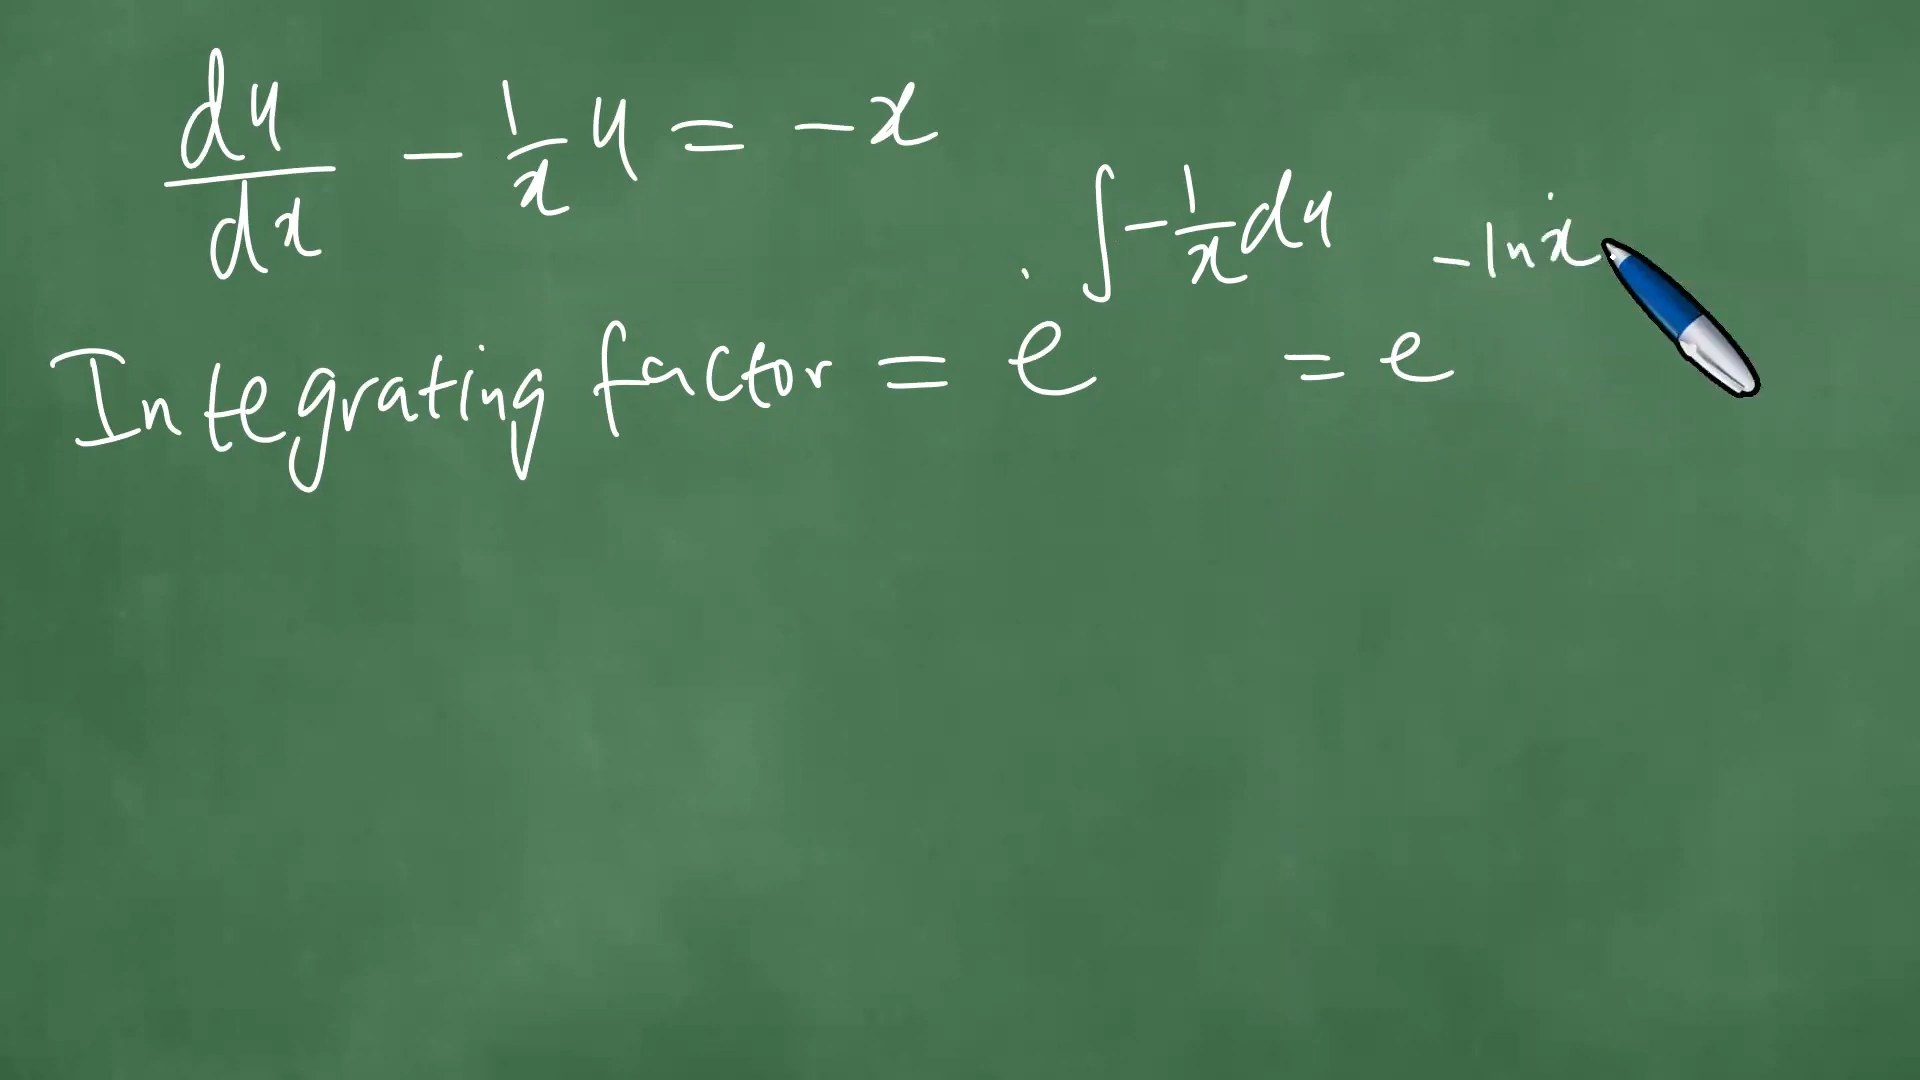 du/dx - 1/x u = -x
Integrating factor = e^∫-1/x du = e^-ln x